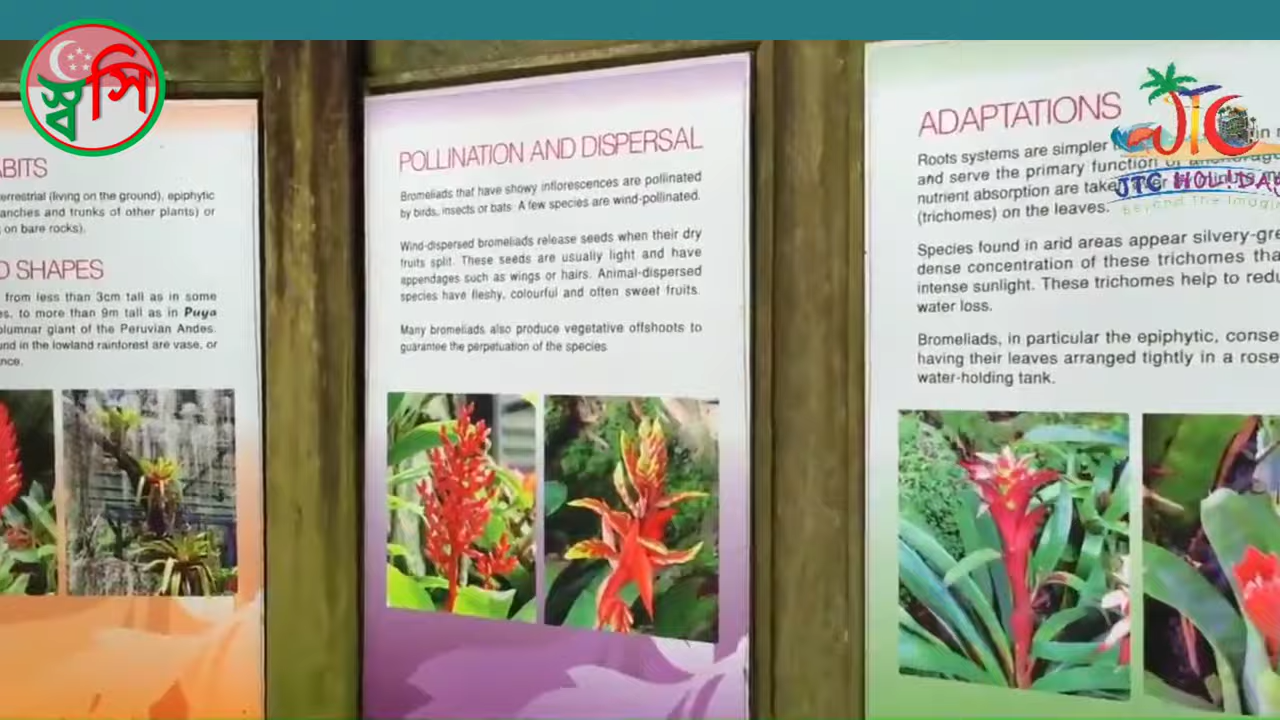 স্বসি
ABITS
errestrial (living on the ground), epiphytic
anches and trunks of other plants) or
on bare rocks).
D SHAPES
from less than 3cm tall as in some
es, to more than 9m tall as in Puya
olumnar giant of the Peruvian Andes.
und in the lowland rainforest are vase, or
nce.
POLLINATION AND DISPERSAL
Bromeliads that have showy inflorescences are pollinated
by birds, insects or bats. A few species are wind-pollinated.
Wind-dispersed bromeliads release seeds when their dry
fruits split. These seeds are usually light and have
appendages such as wings or hairs. Animal-dispersed
species have fleshy, colourful and often sweet fruits.
Many bromeliads also produce vegetative offshoots to
guarantee the perpetuation of the species
ADAPTATIONS
Roots systems are simpler
and serve the primary function of anchorage
nutrient absorption are taken over
(trichomes) on the leaves.
Species found in arid areas appear silvery-gre
dense concentration of these trichomes tha
intense sunlight. These trichomes help to redu
water loss.
Bromeliads, in particular the epiphytic, conse
having their leaves arranged tightly in a rose
water-holding tank.
JTC
JTC HOLIDAY
Beyond The Imagin